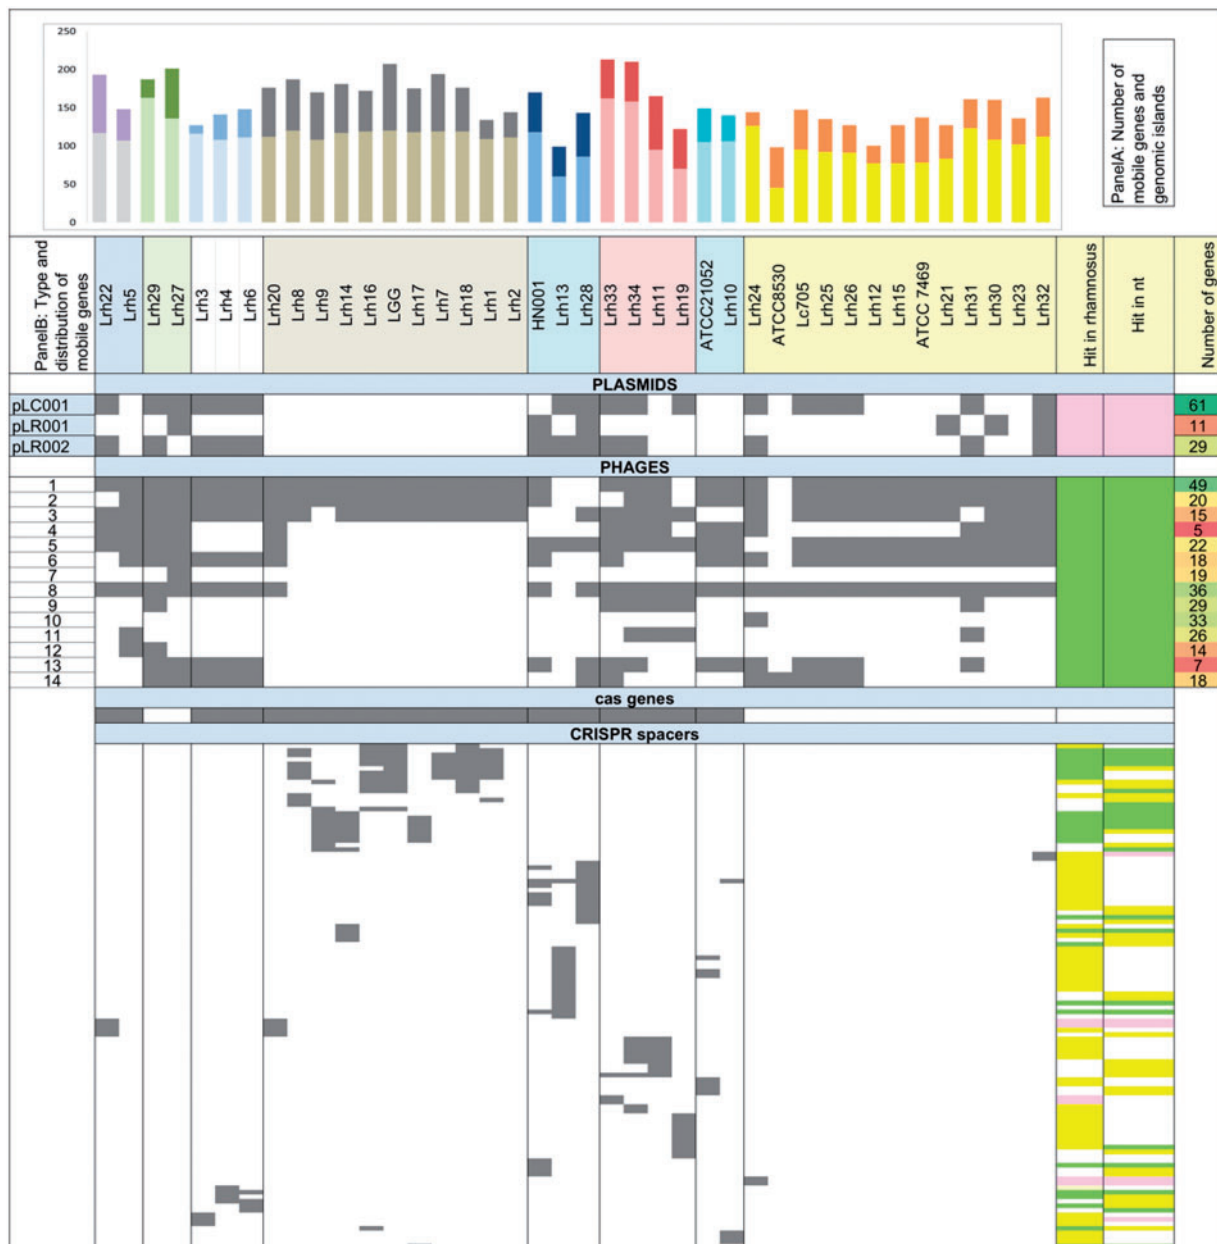 250
200
150
100
50
0
PanelA: Number of
mobile genes and
genomic islands
PanelB: Type and
distribution of
mobile genes
Lrh22
Lrh5
Lrh29
Lrh27
Lrh3
Lrh4
Lrh6
Lrh20
Lrh8
Lrh9
Lrh14
Lrh16
LGG
Lrh17
Lrh7
Lrh18
Lrh1
Lrh2
HN001
Lrh13
Lrh28
Lrh33
Lrh34
Lrh11
Lrh19
ATCC21052
Lrh10
Lrh24
ATCC8530
Lc705
Lrh25
Lrh26
Lrh12
Lrh15
ATCC 7469
Lrh21
Lrh31
Lrh30
Lrh23
Lrh32
Hit in rhamnosus
Hit in nt
Number of genes
PLASMIDS
pLC001 61
pLR001 11
pLR002 29
PHAGES
1 49
2 20
3 15
4 5
5 22
6 18
7 19
8 36
9 29
10 33
11 26
12 14
13 7
14 18
cas genes
CRISPR spacers